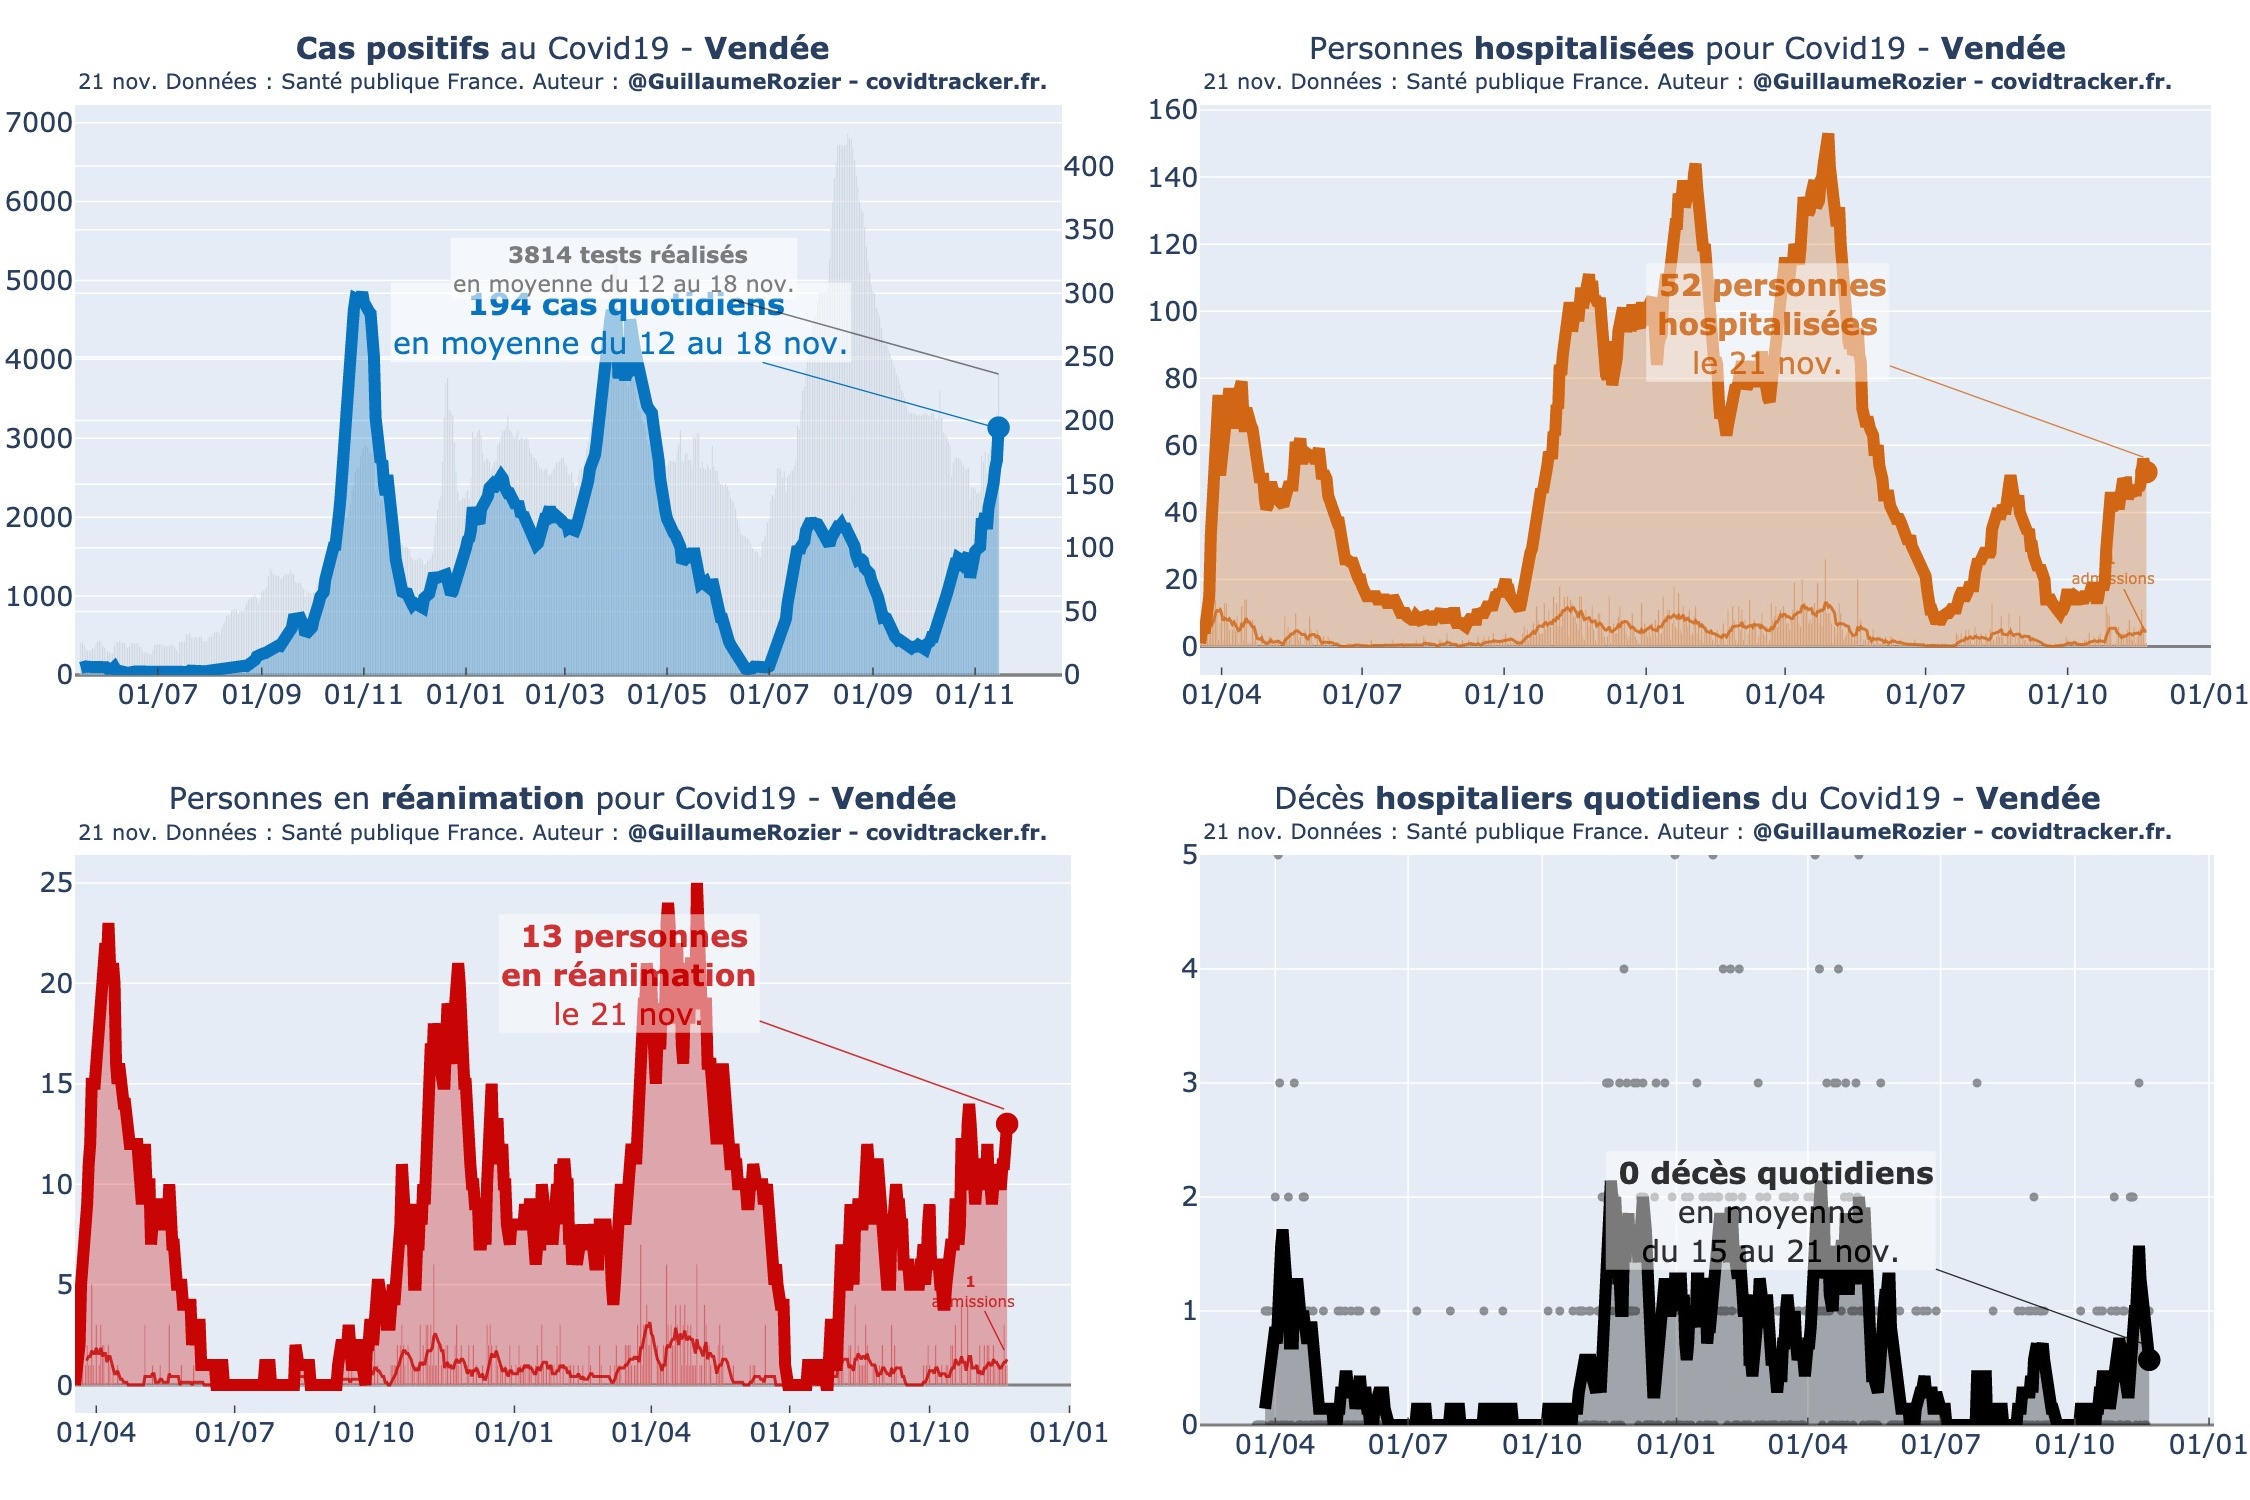 Cas positifs au Covid19 - Vendée
21 nov. Données : Santé publique France. Auteur : @GuillaumeRozier - covidtracker.fr.
7000
6000
5000
4000
3000
2000
1000
0
400
350
300
250
200
150
100
50
0
3814 tests réalisés
en moyenne du 12 au 18 nov.
194 cas quotidiens
en moyenne du 12 au 18 nov.
01/07 01/09 01/11 01/01 01/03 01/05 01/07 01/09 01/11
Personnes hospitalisées pour Covid19 - Vendée
21 nov. Données : Santé publique France. Auteur : @GuillaumeRozier - covidtracker.fr.
160
140
120
100
80
60
40
20
0
52 personnes
hospitalisées
le 21 nov.
admissions
01/04 01/07 01/10 01/01 01/04 01/07 01/10 01/01
Personnes en réanimation pour Covid19 - Vendée
21 nov. Données : Santé publique France. Auteur : @GuillaumeRozier - covidtracker.fr.
25
20
15
10
5
0
13 personnes
en réanimation
le 21 nov.
1
admissions
01/04 01/07 01/10 01/01 01/04 01/07 01/10 01/01
Décès hospitaliers quotidiens du Covid19 - Vendée
21 nov. Données : Santé publique France. Auteur : @GuillaumeRozier - covidtracker.fr.
5
4
3
2
1
0
0 décès quotidiens
en moyenne
du 15 au 21 nov.
01/04 01/07 01/10 01/01 01/04 01/07 01/10 01/01